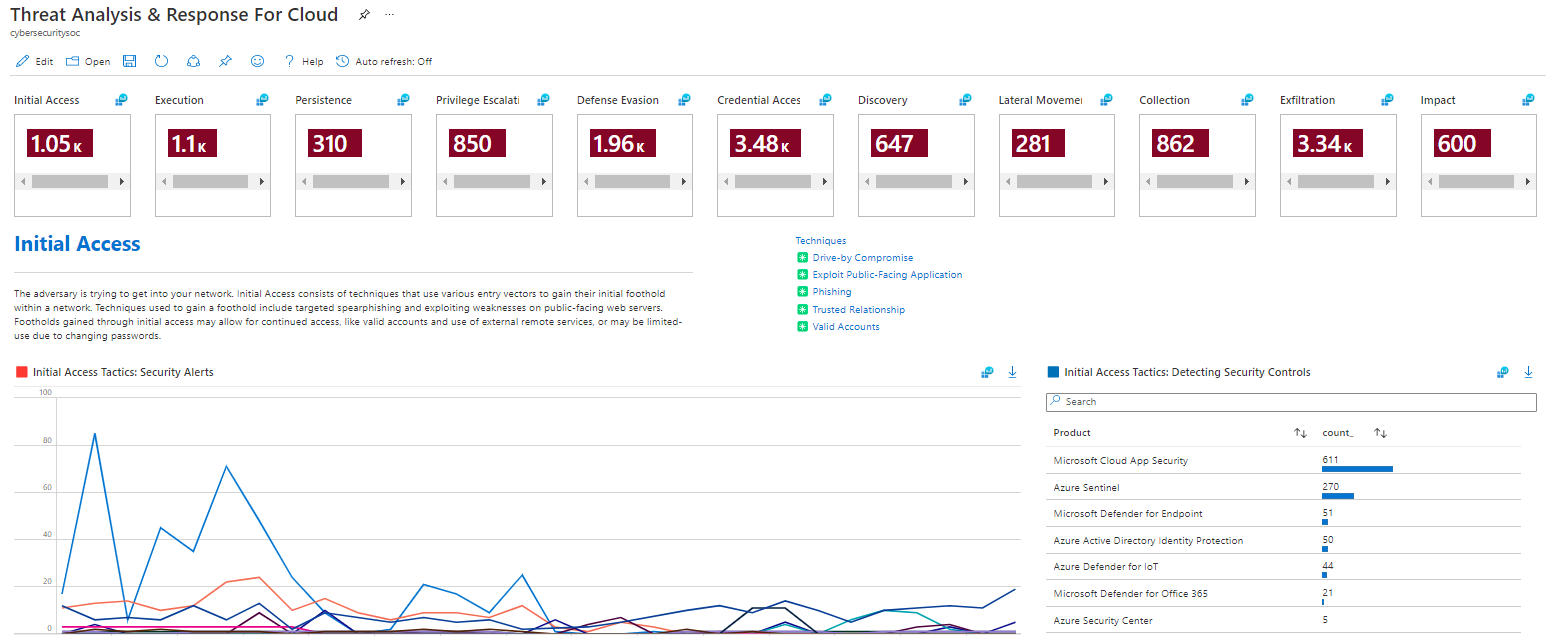 Threat Analysis & Response For Cloud ...
cybersecuritysoc
Edit Open Help Auto refresh: Off
Initial Access Execution Persistence Privilege Escalati Defense Evasion Credential Acces Discovery Lateral Movemen Collection Exfiltration Impact
1.05 K 1.1 K 310 850 1.96 K 3.48 K 647 281 862 3.34 K 600
Initial Access
The adversary is trying to get into your network. Initial Access consists of techniques that use various entry vectors to gain their initial foothold
within a network. Techniques used to gain a foothold include targeted spearphishing and exploiting weaknesses on public-facing web servers.
Footholds gained through initial access may allow for continued access, like valid accounts and use of external remote services, or may be limited-
use due to changing passwords.
Techniques
Drive-by Compromise
Exploit Public-Facing Application
Phishing
Trusted Relationship
Valid Accounts
Initial Access Tactics: Security Alerts
100
80
60
40
20
0
Initial Access Tactics: Detecting Security Controls
Search
Product count_
Microsoft Cloud App Security 611
Azure Sentinel 270
Microsoft Defender for Endpoint 51
Azure Active Directory Identity Protection 50
Azure Defender for IoT 44
Microsoft Defender for Office 365 21
Azure Security Center 5